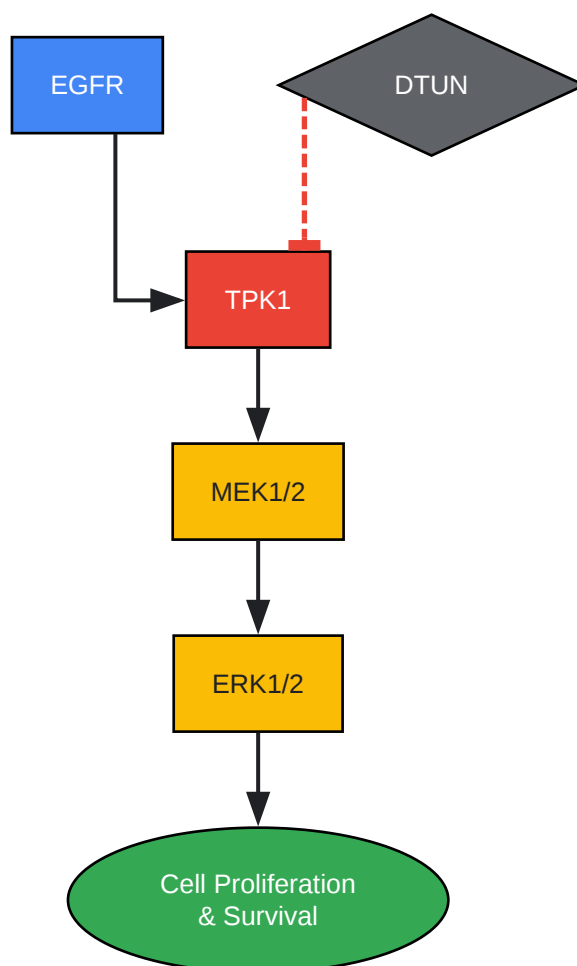 EGFR
DTUN
TPK1
MEK1/2
ERK1/2
Cell Proliferation
& Survival